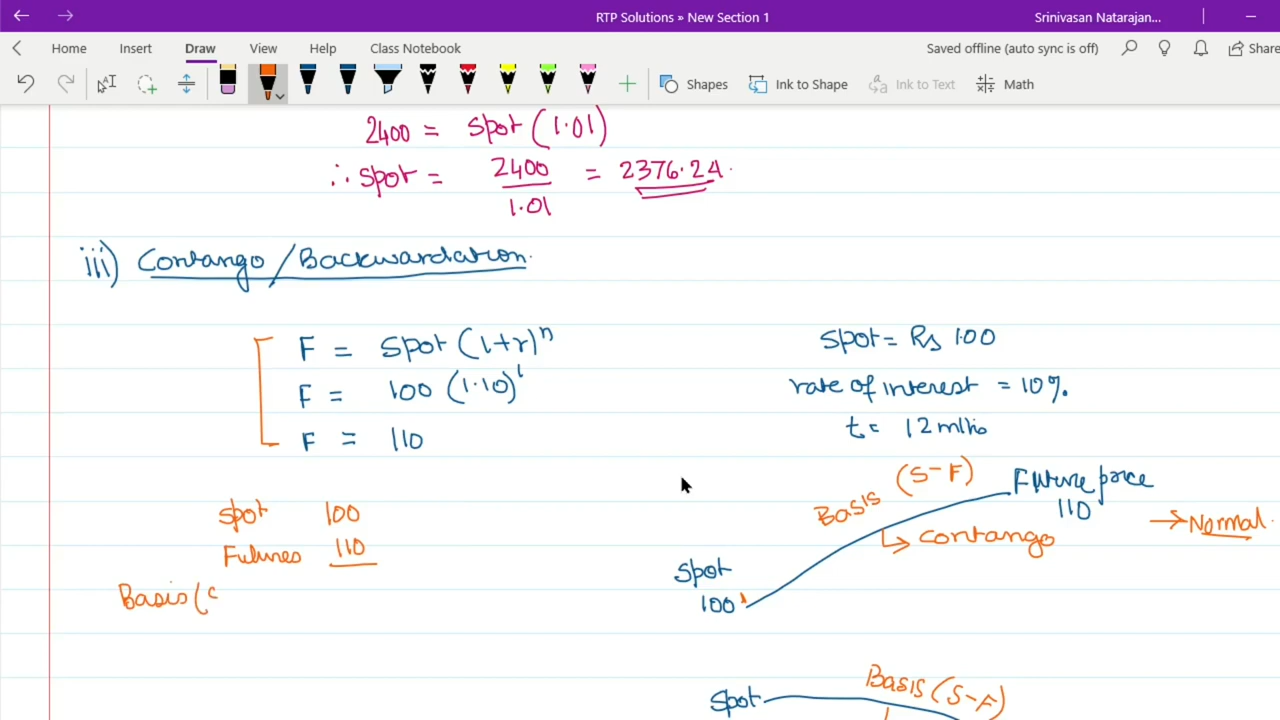 RTP Solutions » New Section 1
Srinivasan Natarajan...
Home Insert Draw View Help Class Notebook
Saved offline (auto sync is off)
Share
Shapes Ink to Shape Ink to Text Math
2400 = Spot (1.01)
∴ Spot = 2400/1.01 = 2376.24.
iii) Contango / Backwardation.
F = Spot (1+r)^n
F = 100 (1.10)^1
F = 110
Spot = Rs 100
rate of interest = 10%.
t = 12 mths
Spot 100
Futures 110
Basis (
Basis (S-F)
Future price
110
→ Normal.
Contango
Spot
100
Basis (S-F)
Spot